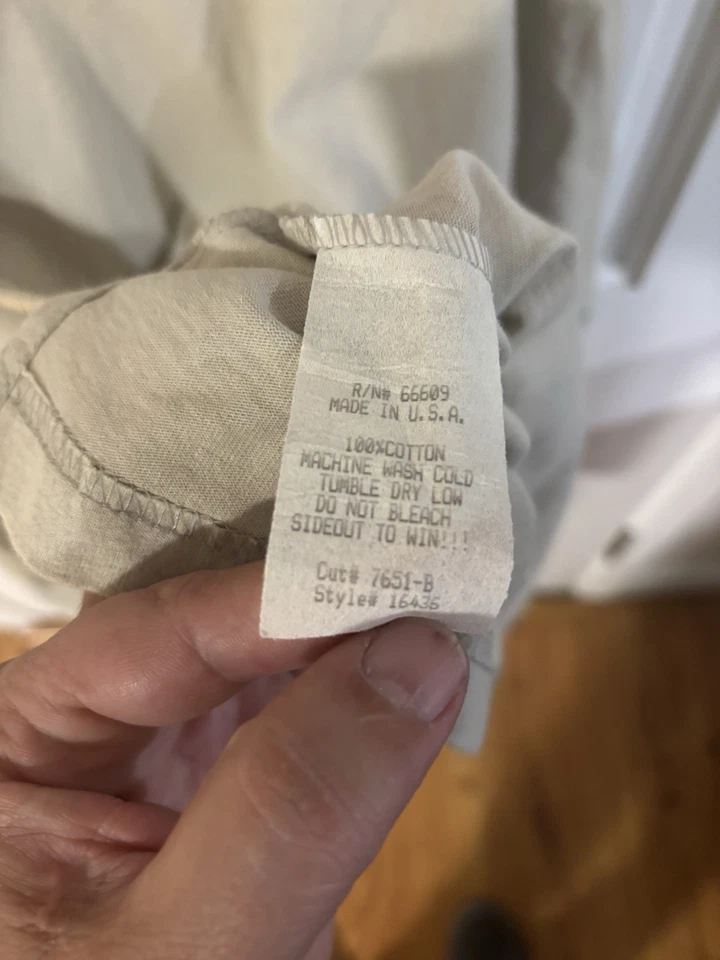 R/N# 66609
MADE IN U.S.A.
100%COTTON
MACHINE WASH COLD
TUMBLE DRY LOW
DO NOT BLEACH
SIDEOUT TO WIN!!!
Cut# 7651-B
Style# 16436